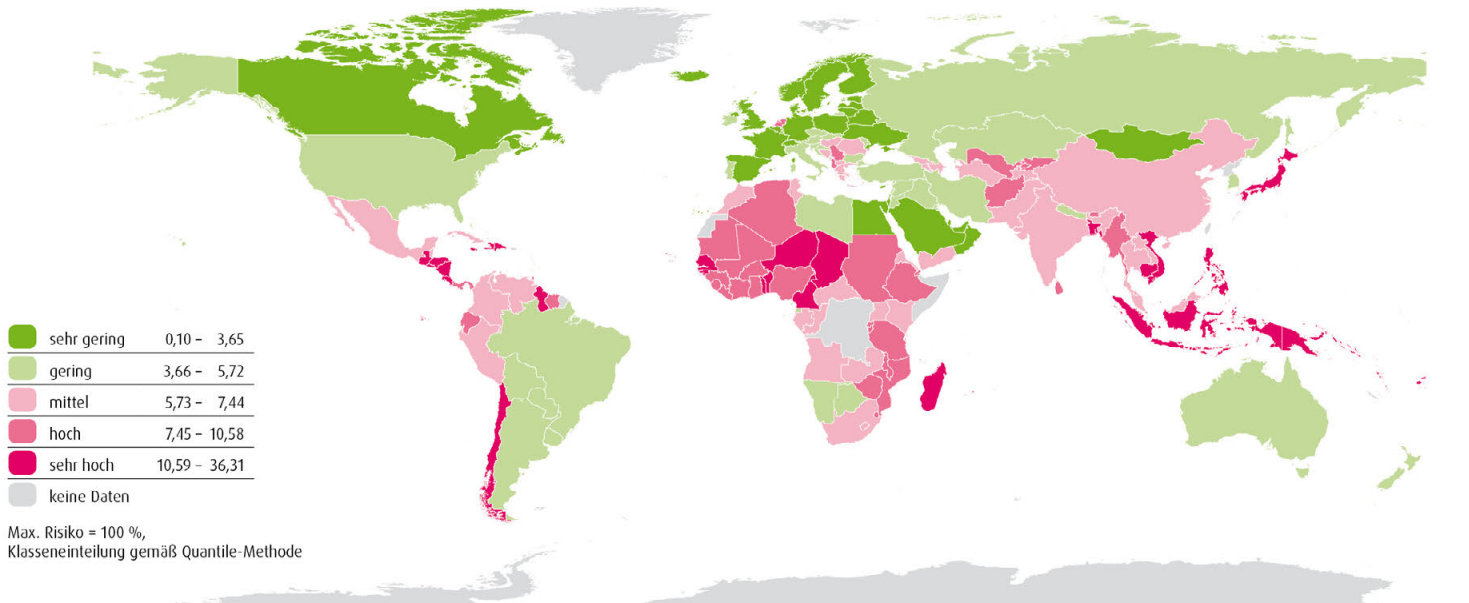 sehr gering 0,10 – 3,65
gering 3,66 – 5,72
mittel 5,73 – 7,44
hoch 7,45 – 10,58
sehr hoch 10,59 – 36,31
keine Daten
Max. Risiko = 100 %,
Klasseneinteilung gemäß Quantile-Methode